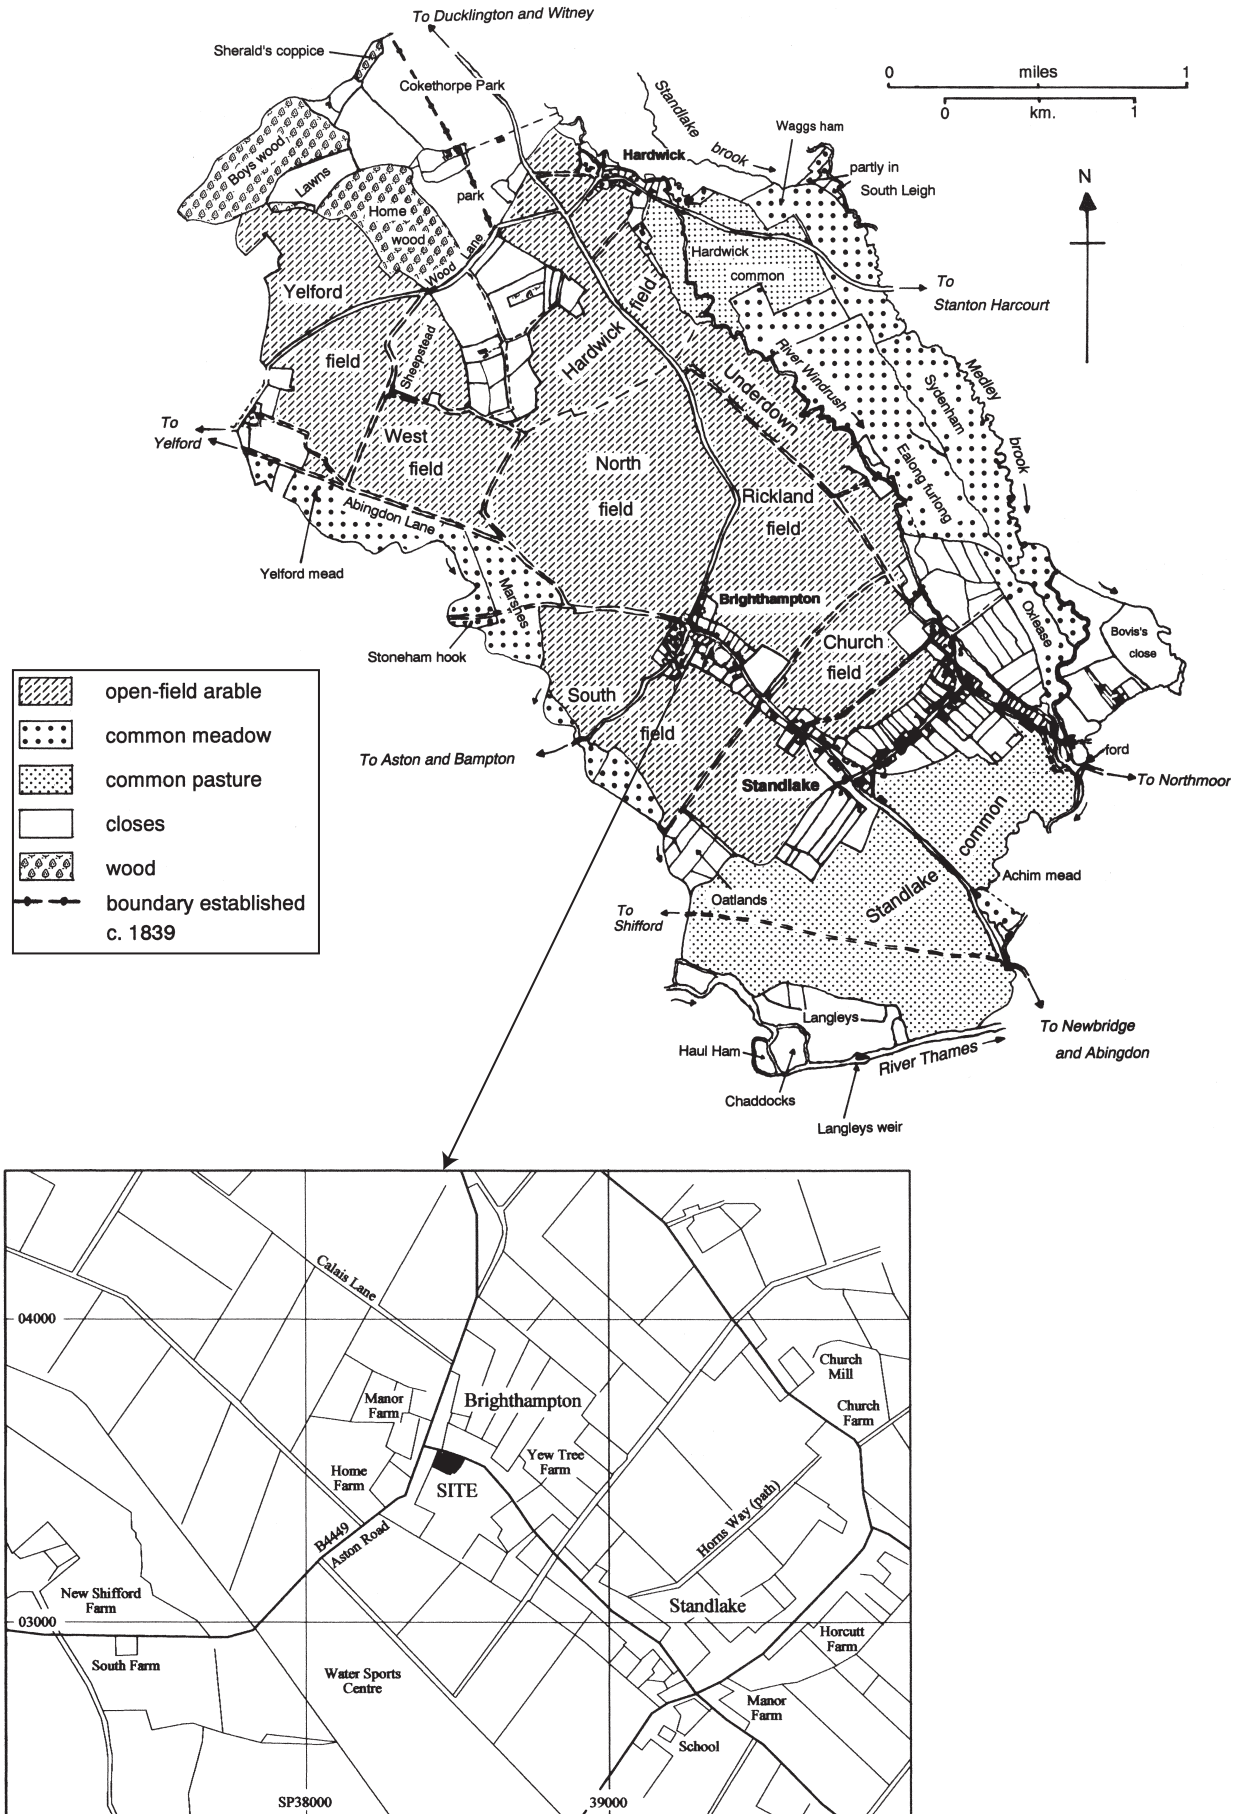 To Ducklington and Witney
Sherald's coppice
Cokethorpe Park
0 miles 1
0 km. 1
Standlake brook
Waggs ham
Hardwick
partly in
South Leigh
Boys wood
Lawns
park
N
Home
wood
Hardwick
common
Wood Lane
To
Stanton Harcourt
Yelford
field
Sheepstead
Hardwick field
River Windrush
Underdown
Sydenham
Medley brook
To
Yelford
West
field
North
field
Rickland
field
Ealong furlong
Abingdon Lane
Yelford mead
Marshes
Brighthampton
Oxlease
Bovis's
close
Stoneham hook
Church
field
South
field
open-field arable
common meadow
common pasture
closes
wood
boundary established
c. 1839
To Aston and Bampton
ford
To Northmoor
Standlake
Standlake common
Achim mead
Oatlands
To
Shifford
Langleys
To Newbridge
and Abingdon
Haul Ham
River Thames
Chaddocks
Langleys weir
Calais Lane
04000
Church
Mill
Manor
Farm
Brighthampton
Church
Farm
Yew Tree
Farm
Home
Farm
SITE
Horns Way (path)
B4449
Aston Road
New Shifford
Farm
Standlake
03000
Horcutt
Farm
South Farm
Water Sports
Centre
Manor
Farm
School
SP38000
39000